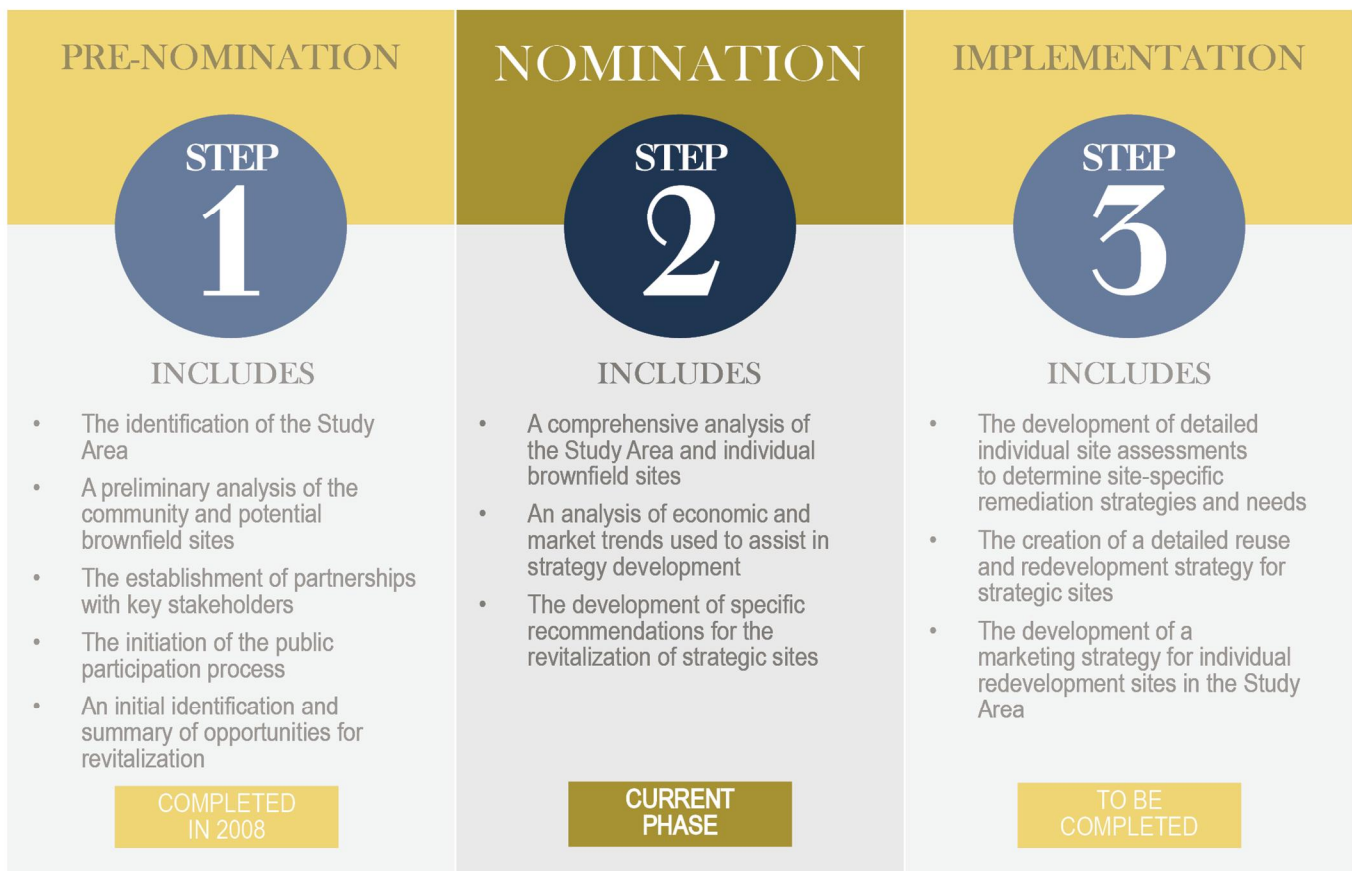 PRE-NOMINATION
STEP
1
INCLUDES
• The identification of the Study
Area
• A preliminary analysis of the
community and potential
brownfield sites
• The establishment of partnerships
with key stakeholders
• The initiation of the public
participation process
• An initial identification and
summary of opportunities for
revitalization
COMPLETED
IN 2008
NOMINATION
STEP
2
INCLUDES
• A comprehensive analysis of
the Study Area and individual
brownfield sites
• An analysis of economic and
market trends used to assist in
strategy development
• The development of specific
recommendations for the
revitalization of strategic sites
CURRENT
PHASE
IMPLEMENTATION
STEP
3
INCLUDES
• The development of detailed
individual site assessments
to determine site-specific
remediation strategies and needs
• The creation of a detailed reuse
and redevelopment strategy for
strategic sites
• The development of a
marketing strategy for individual
redevelopment sites in the Study
Area
TO BE
COMPLETED